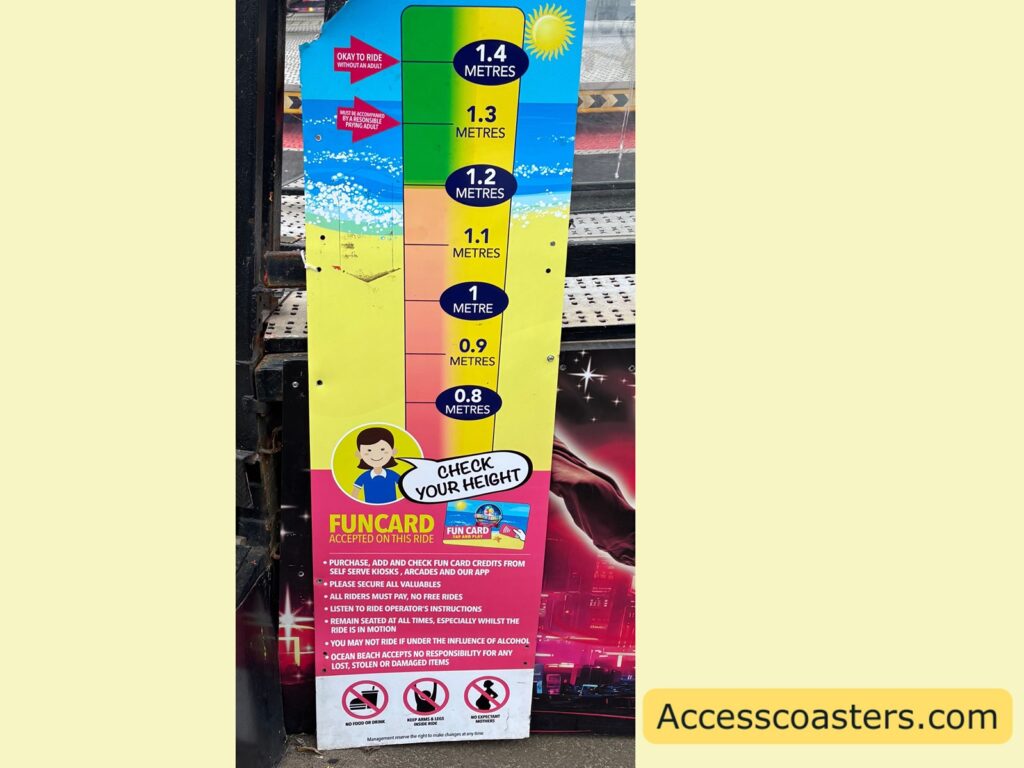 OKAY TO RIDE
WITHOUT AN ADULT
1.4
METRES
MUST BE ACCOMPANIED
BY A RESONSIBLE
PAYING ADULT
1.3
METRES
1.2
METRES
1.1
METRES
1
METRE
0.9
METRES
0.8
METRES
CHECK
YOUR HEIGHT
FUNCARD
ACCEPTED ON THIS RIDE
FUN CARD
TAP AND PLAY
• PURCHASE, ADD AND CHECK FUN CARD CREDITS FROM
SELF SERVE KIOSKS , ARCADES AND OUR APP
• PLEASE SECURE ALL VALUABLES
• ALL RIDERS MUST PAY, NO FREE RIDES
• LISTEN TO RIDE OPERATOR'S INSTRUCTIONS
• REMAIN SEATED AT ALL TIMES, ESPECIALLY WHILST THE
RIDE IS IN MOTION
• YOU MAY NOT RIDE IF UNDER THE INFLUENCE OF ALCOHOL
• OCEAN BEACH ACCEPTS NO RESPONSIBILITY FOR ANY
LOST, STOLEN OR DAMAGED ITEMS
NO FOOD OR DRINK
KEEP ARMS & LEGS
INSIDE RIDE
NO EXPECTANT
MOTHERS
Management reserve the right to make changes at any time
Accesscoasters.com